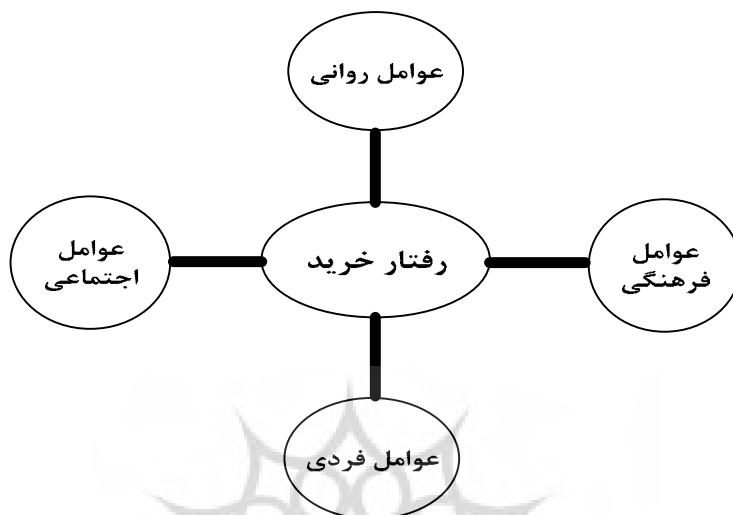 عوامل روانی
عوامل
فرهنگی
رفتار خرید
عوامل
اجتماعی
عوامل فردی